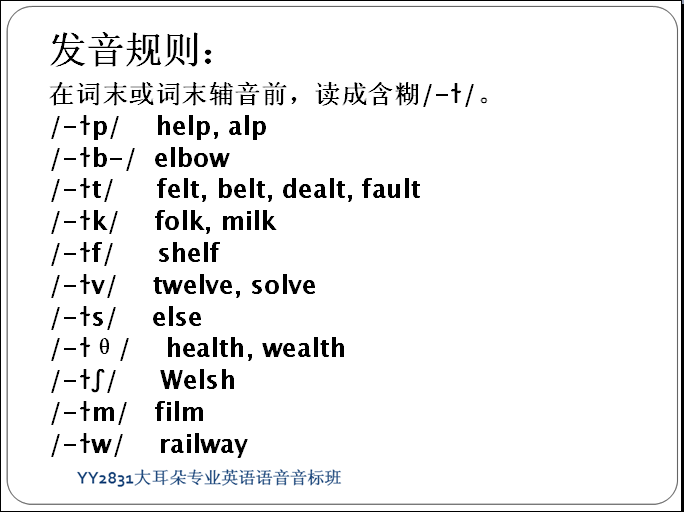 发音规则：
在词末或词末辅音前，读成含糊/-ɫ/。
/-ɫp/ help, alp
/-ɫb-/ elbow
/-ɫt/ felt, belt, dealt, fault
/-ɫk/ folk, milk
/-ɫf/ shelf
/-ɫv/ twelve, solve
/-ɫs/ else
/-ɫθ/ health, wealth
/-ɫʃ/ Welsh
/-ɫm/ film
/-ɫw/ railway
YY2831大耳朵专业英语语音音标班